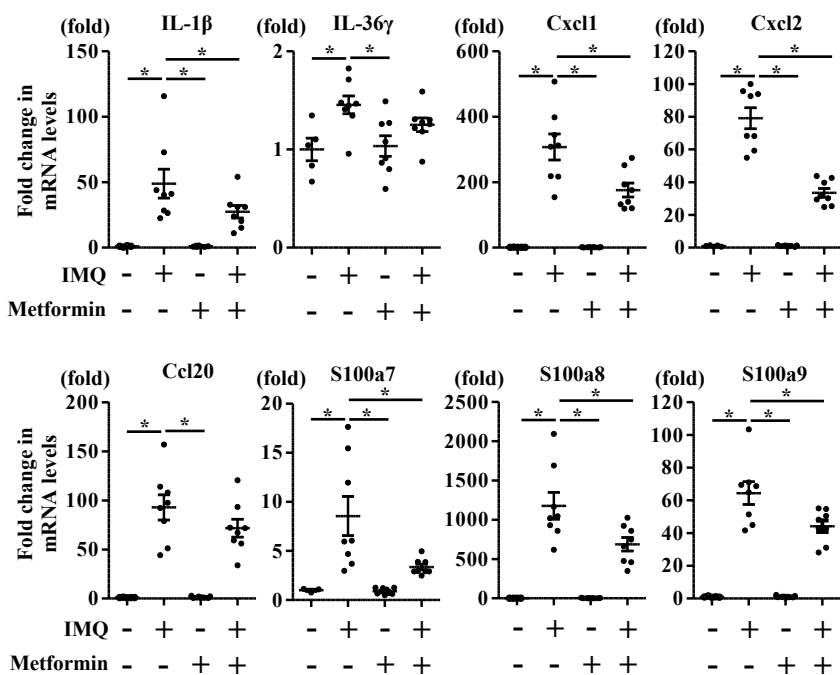 IL-1β IL-36γ Cxcl1 Cxcl2
(fold) (fold) (fold) (fold)
Fold change in
mRNA levels
150
100
50
0
* * *
2
1
0
* *
600
400
200
0
* * *
120
100
80
60
40
20
0
* * *
IMQ - + - + - + - + - + - + - + - +
Metformin - - + + - - + + - - + + - - + +
Ccl20 S100a7 S100a8 S100a9
(fold) (fold) (fold) (fold)
Fold change in
mRNA levels
200
150
100
50
0
* *
20
15
10
5
0
* * *
2500
2000
1500
1000
500
0
* * *
120
100
80
60
40
20
0
* * *
IMQ - + - + - + - + - + - + - + - +
Metformin - - + + - - + + - - + + - - + +